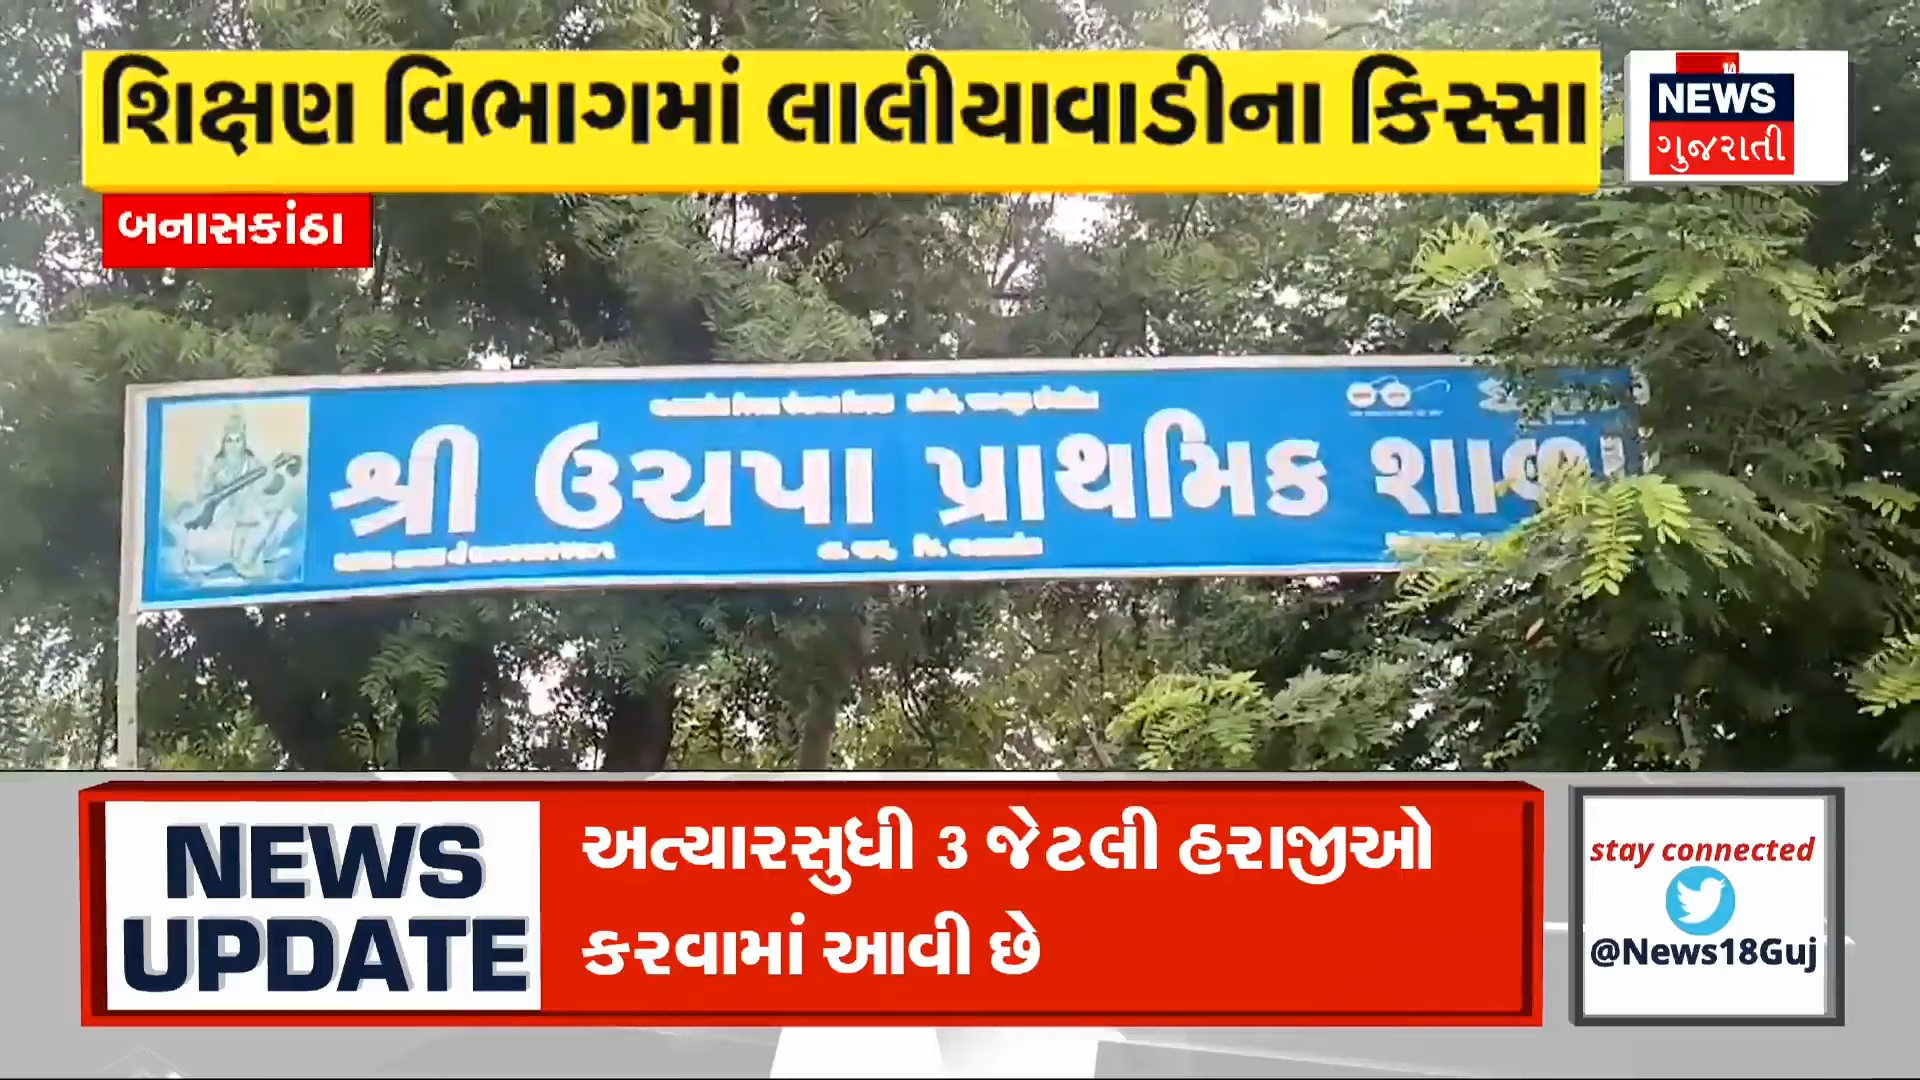 શિક્ષણ વિભાગમાં લાલીયાવાડીના કિસ્સા
NEWS
ગુજરાતી
બનાસકાંઠા
શ્રી ઉચપા પ્રાથમિક શાળા
NEWS
UPDATE
અત્યારસુધી 3 જેટલી હરાજીઓ
કરવામાં આવી છે
stay connected
@News18Guj